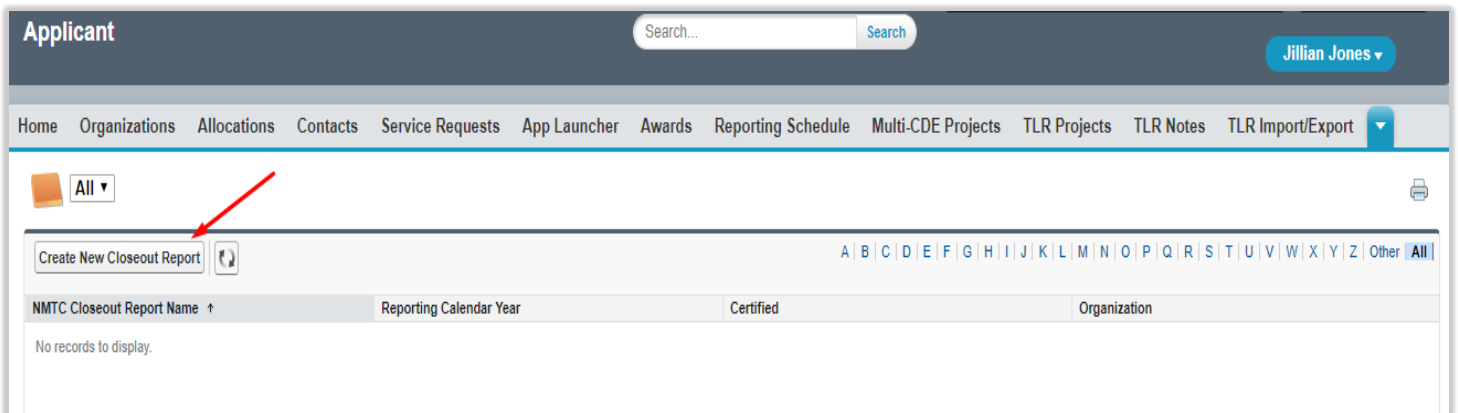 Applicant
Search... Search
Jillian Jones
Home Organizations Allocations Contacts Service Requests App Launcher Awards Reporting Schedule Multi-CDE Projects TLR Projects TLR Notes TLR Import/Export
All
Create New Closeout Report A | B | C | D | E | F | G | H | I | J | K | L | M | N | O | P | Q | R | S | T | U | V | W | X | Y | Z | Other | All
NMTC Closeout Report Name ↑ Reporting Calendar Year Certified Organization
No records to display.